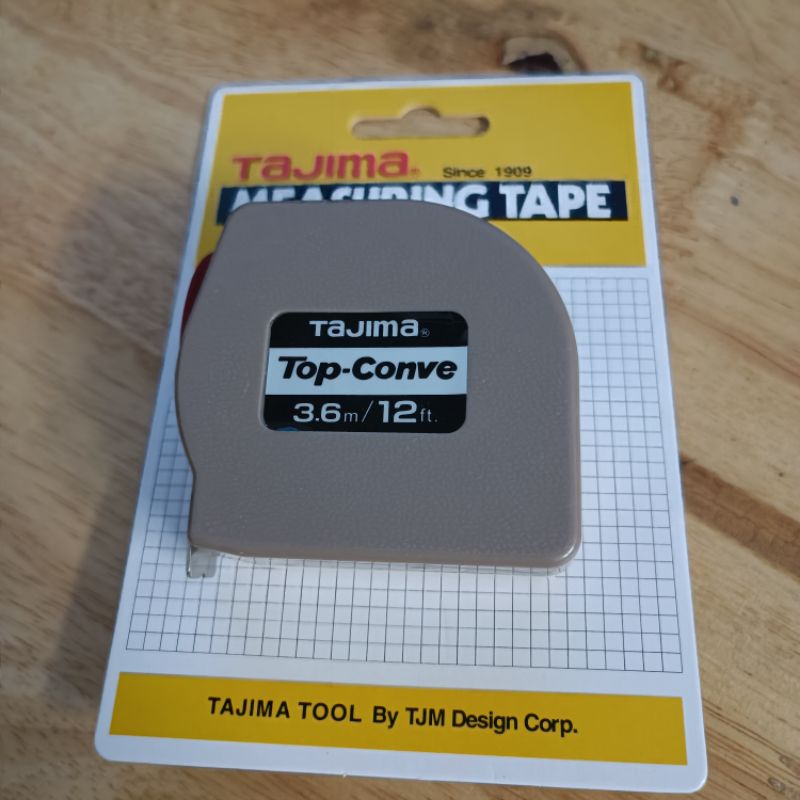 TAJIMA® Since 1909
MEASURING TAPE
TAJIMA®
Top-Conve
3.6m/12ft.
TAJIMA TOOL By TJM Design Corp.